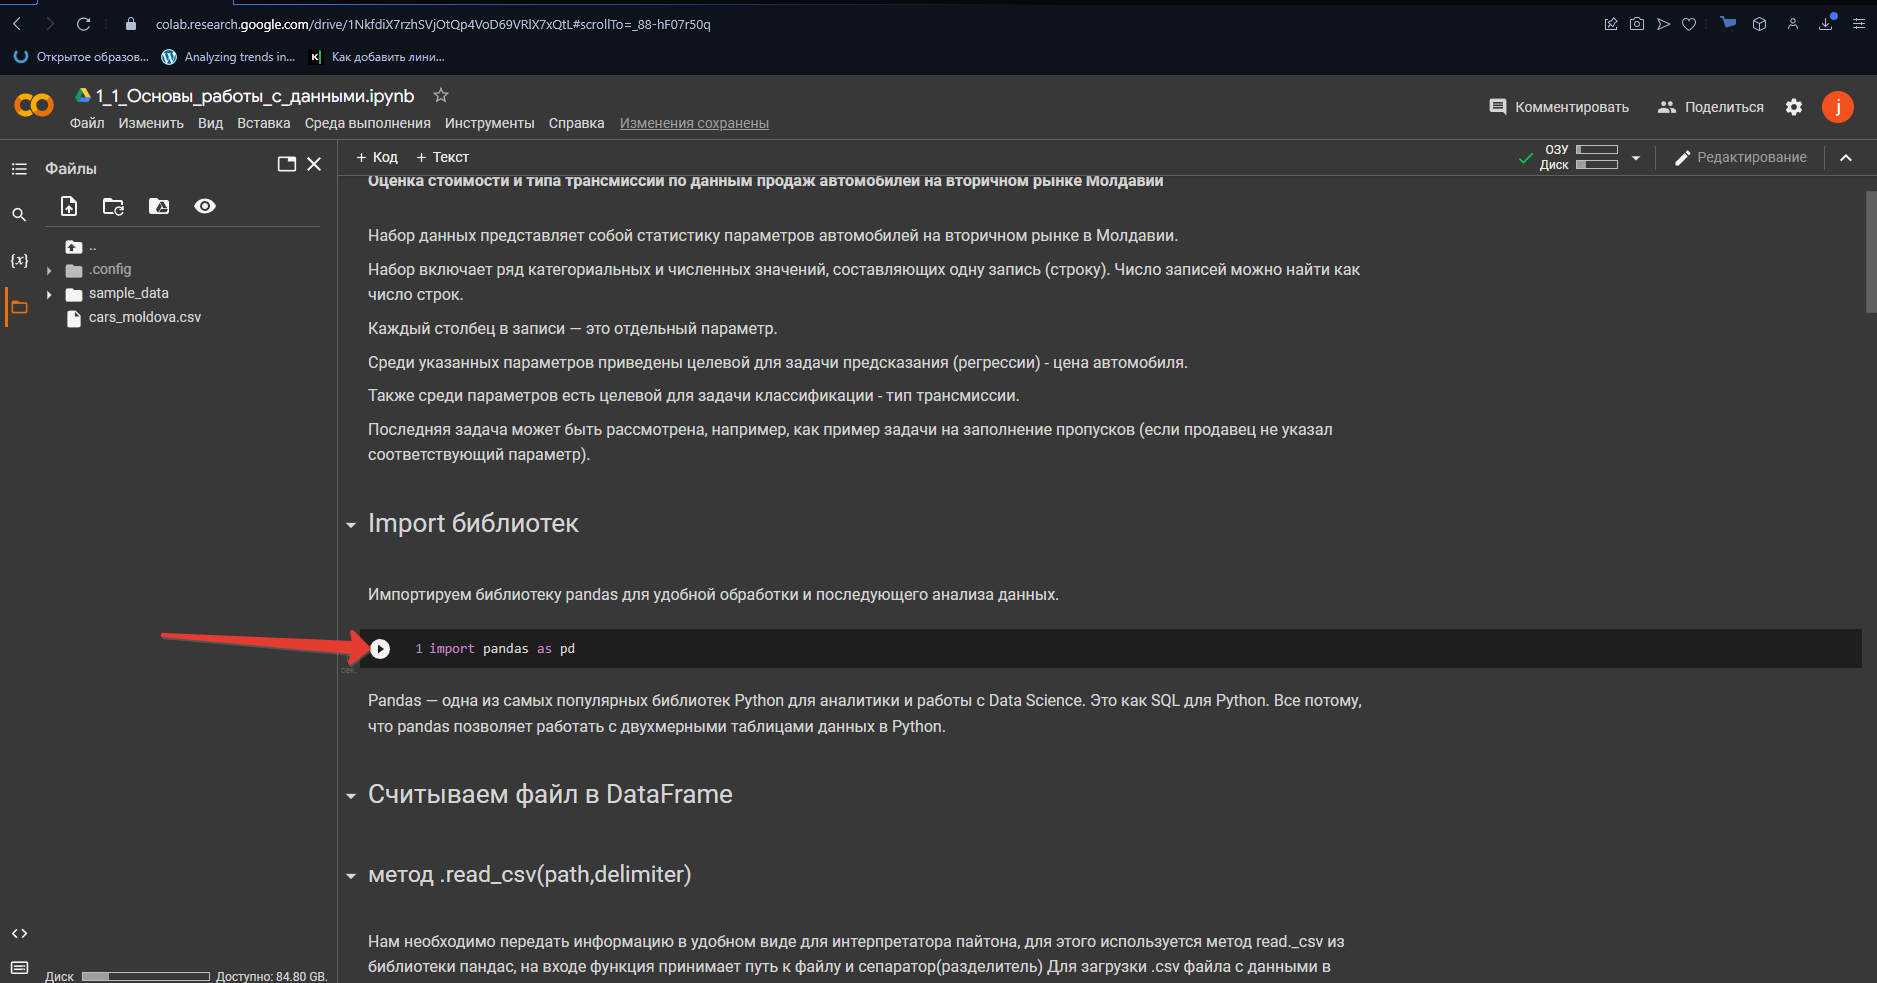 colab.research.google.com/drive/1NkfdiX7rzhSVjOtQp4VoD69VRlX7xQtL#scrollTo=_88-hF07r50q
Открытое образов... Analyzing trends in... K| Как добавить лини...
CO 1_1_Основы_работы_с_данными.ipynb
Комментировать Поделиться j
Файл Изменить Вид Вставка Среда выполнения Инструменты Справка Изменения сохранены
Файлы
+ Код + Текст
ОЗУ
Диск
Редактирование
..
.config
sample_data
cars_moldova.csv
{x}
Оценка стоимости и типа трансмиссии по данным продаж автомобилей на вторичном рынке Молдавии
Набор данных представляет собой статистику параметров автомобилей на вторичном рынке в Молдавии.
Набор включает ряд категориальных и численных значений, составляющих одну запись (строку). Число записей можно найти как
число строк.
Каждый столбец в записи — это отдельный параметр.
Среди указанных параметров приведены целевой для задачи предсказания (регрессии) - цена автомобиля.
Также среди параметров есть целевой для задачи классификации - тип трансмиссии.
Последняя задача может быть рассмотрена, например, как пример задачи на заполнение пропусков (если продавец не указал
соответствующий параметр).
Import библиотек
Импортируем библиотеку pandas для удобной обработки и последующего анализа данных.
1 import pandas as pd
сек.
Pandas — одна из самых популярных библиотек Python для аналитики и работы с Data Science. Это как SQL для Python. Все потому,
что pandas позволяет работать с двухмерными таблицами данных в Python.
Считываем файл в DataFrame
метод .read_csv(path,delimiter)
Нам необходимо передать информацию в удобном виде для интерпретатора пайтона, для этого используется метод read._csv из
библиотеки пандас, на входе функция принимает путь к файлу и сепаратор(разделитель) Для загрузки .csv файла с данными в
Диск Доступно: 84.80 GB.